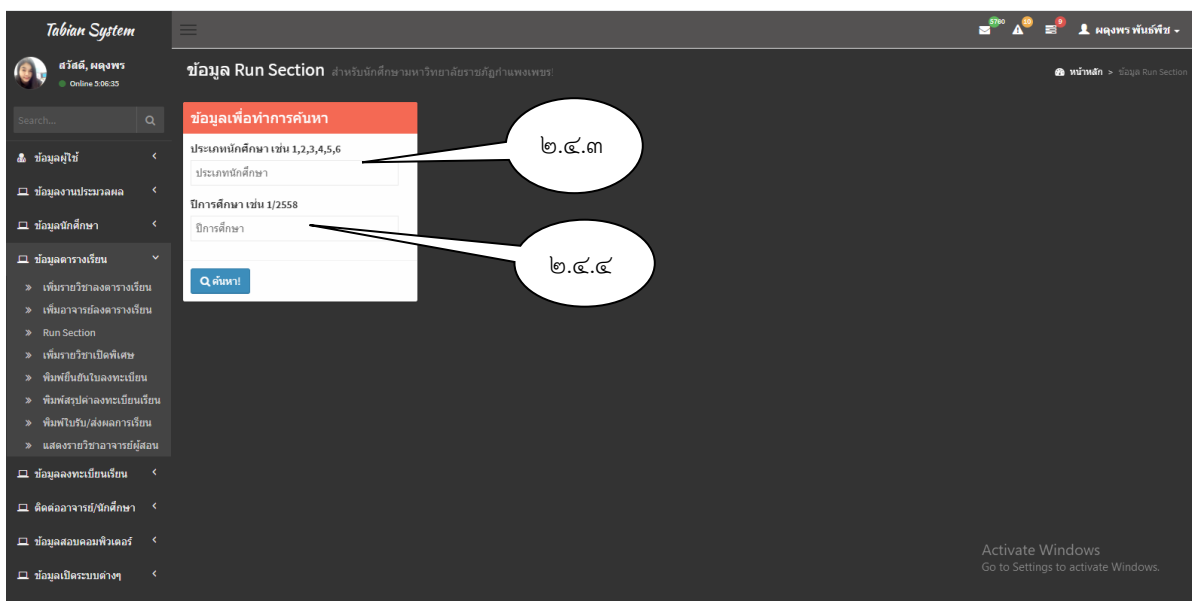 Tabian System
5760
10
9
ผดุงพร พันธ์พืช
สวัสดี, ผดุงพร
Online 5:06:35
ข้อมูล Run Section สำหรับนักศึกษามหาวิทยาลัยราชภัฏกำแพงเพชร!
หน้าหลัก > ข้อมูล Run Section
Search...
ข้อมูลเพื่อทำการค้นหา
ประเภทนักศึกษา เช่น 1,2,3,4,5,6
ประเภทนักศึกษา
ปีการศึกษา เช่น 1/2558
ปีการศึกษา
ค้นหา!
๒.๔.๓
๒.๔.๔
ข้อมูลผู้ใช้
ข้อมูลงานประมวลผล
ข้อมูลนักศึกษา
ข้อมูลตารางเรียน
» เพิ่มรายวิชาลงตารางเรียน
» เพิ่มอาจารย์ลงตารางเรียน
» Run Section
» เพิ่มรายวิชาเปิดพิเศษ
» พิมพ์ยืนยันใบลงทะเบียน
» พิมพ์สรุปค่าลงทะเบียนเรียน
» พิมพ์ใบรับ/ส่งผลการเรียน
» แสดงรายวิชาอาจารย์ผู้สอน
ข้อมูลลงทะเบียนเรียน
ติดต่ออาจารย์/นักศึกษา
ข้อมูลสอบคอมพิวเตอร์
ข้อมูลเปิดระบบต่างๆ
Activate Windows
Go to Settings to activate Windows.